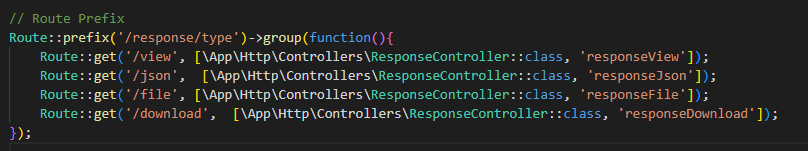 // Route Prefix
Route::prefix('/response/type')->group(function(){
    Route::get('/view', [\App\Http\Controllers\ResponseController::class, 'responseView']);
    Route::get('/json',  [\App\Http\Controllers\ResponseController::class, 'responseJson']);
    Route::get('/file', [\App\Http\Controllers\ResponseController::class, 'responseFile']);
    Route::get('/download',  [\App\Http\Controllers\ResponseController::class, 'responseDownload']);
});